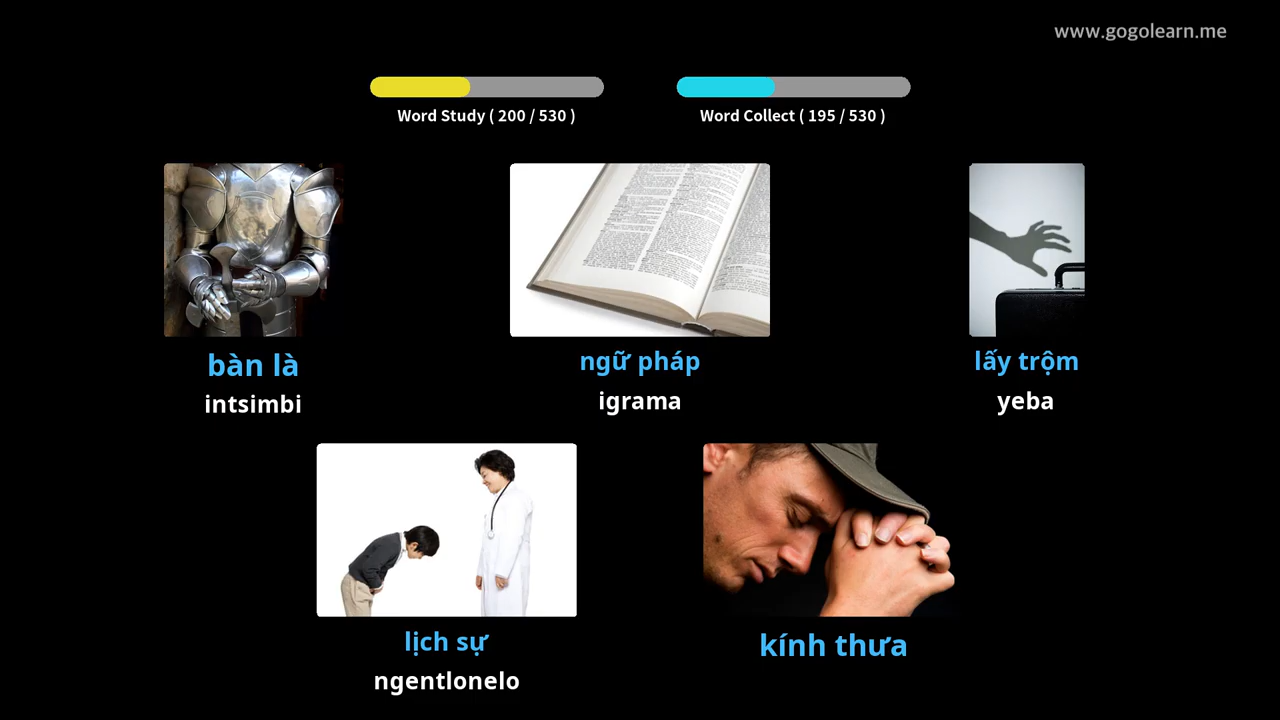 www.gogolearn.me
Word Study ( 200 / 530 )
Word Collect ( 195 / 530 )
bàn là
intsimbi
ngữ pháp
igrama
lấy trộm
yeba
lịch sự
ngentlonelo
kính thưa